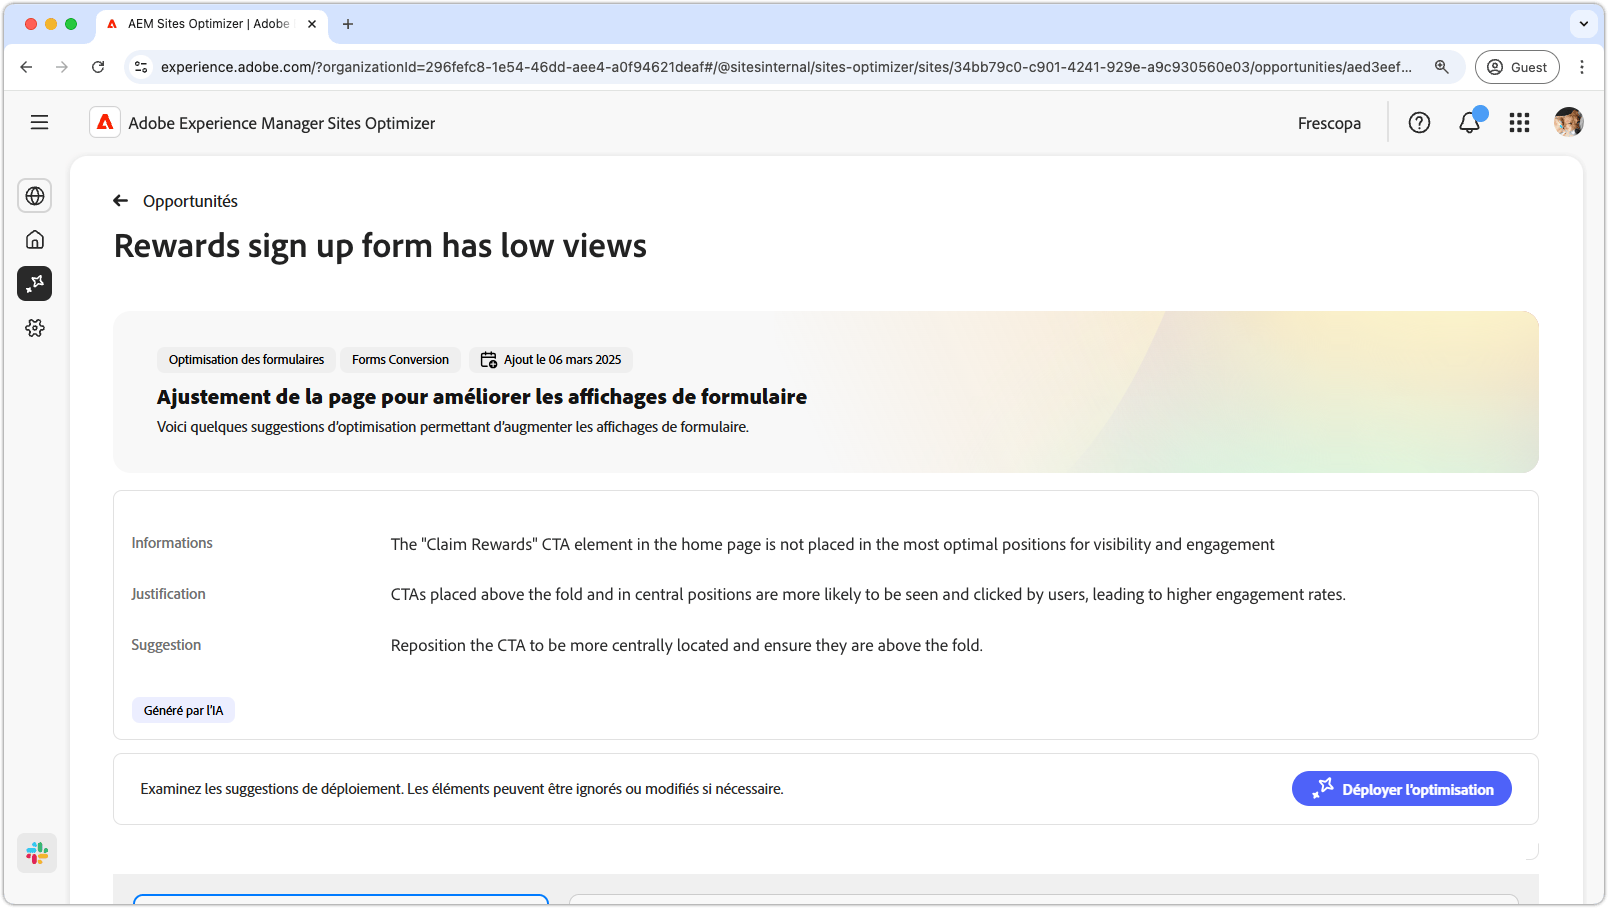 AEM Sites Optimizer | Adobe
experience.adobe.com/?organizationId=296fefc8-1e54-46dd-aee4-a0f94621deaf#/@sitesinternal/sites-optimizer/sites/34bb79c0-c901-4241-929e-a9c930560e03/opportunities/aed3eef...
Guest
Adobe Experience Manager Sites Optimizer
Frescopa
Opportunités
Rewards sign up form has low views
Optimisation des formulaires
Forms Conversion
Ajout le 06 mars 2025
Ajustement de la page pour améliorer les affichages de formulaire
Voici quelques suggestions d'optimisation permettant d'augmenter les affichages de formulaire.
Informations
The "Claim Rewards" CTA element in the home page is not placed in the most optimal positions for visibility and engagement
Justification
CTAs placed above the fold and in central positions are more likely to be seen and clicked by users, leading to higher engagement rates.
Suggestion
Reposition the CTA to be more centrally located and ensure they are above the fold.
Généré par l'IA
Examinez les suggestions de déploiement. Les éléments peuvent être ignorés ou modifiés si nécessaire.
Déployer l'optimisation